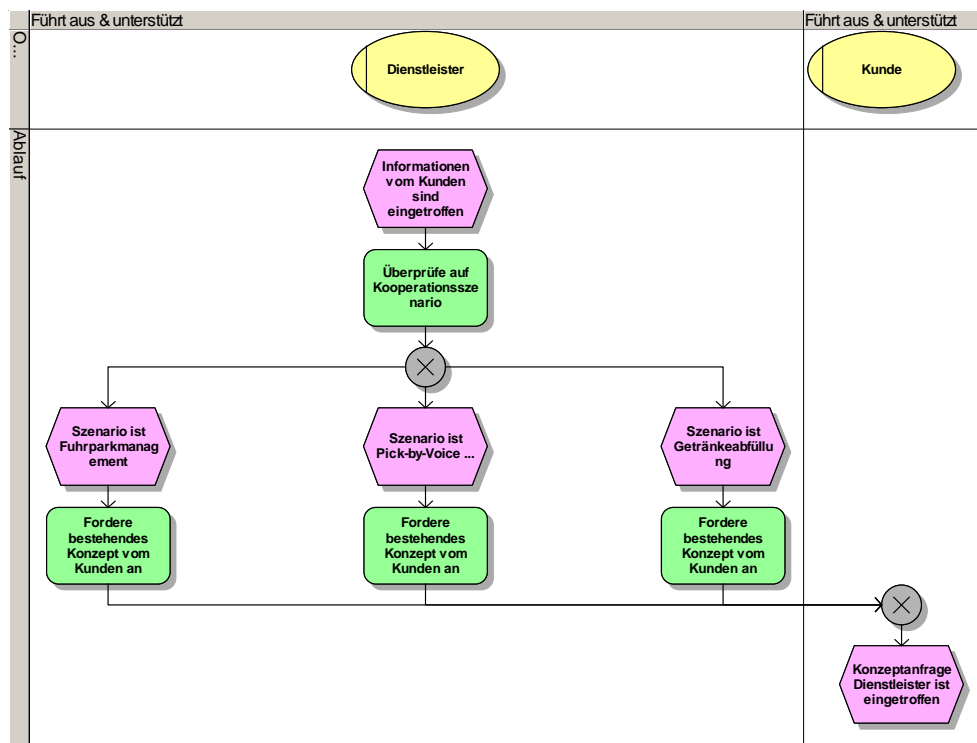 Führt aus & unterstützt
Führt aus & unterstützt
O...
Dienstleister
Kunde
Ablauf
Informationen
vom Kunden
sind
eingetroffen
Überprüfe auf
Kooperationssze
nario
Szenario ist
Fuhrparkmanag
ement
Szenario ist
Pick-by-Voice ...
Szenario ist
Getränkeabfüllu
ng
Fordere
bestehendes
Konzept vom
Kunden an
Fordere
bestehendes
Konzept vom
Kunden an
Fordere
bestehendes
Konzept vom
Kunden an
Konzeptanfrage
Dienstleister ist
eingetroffen